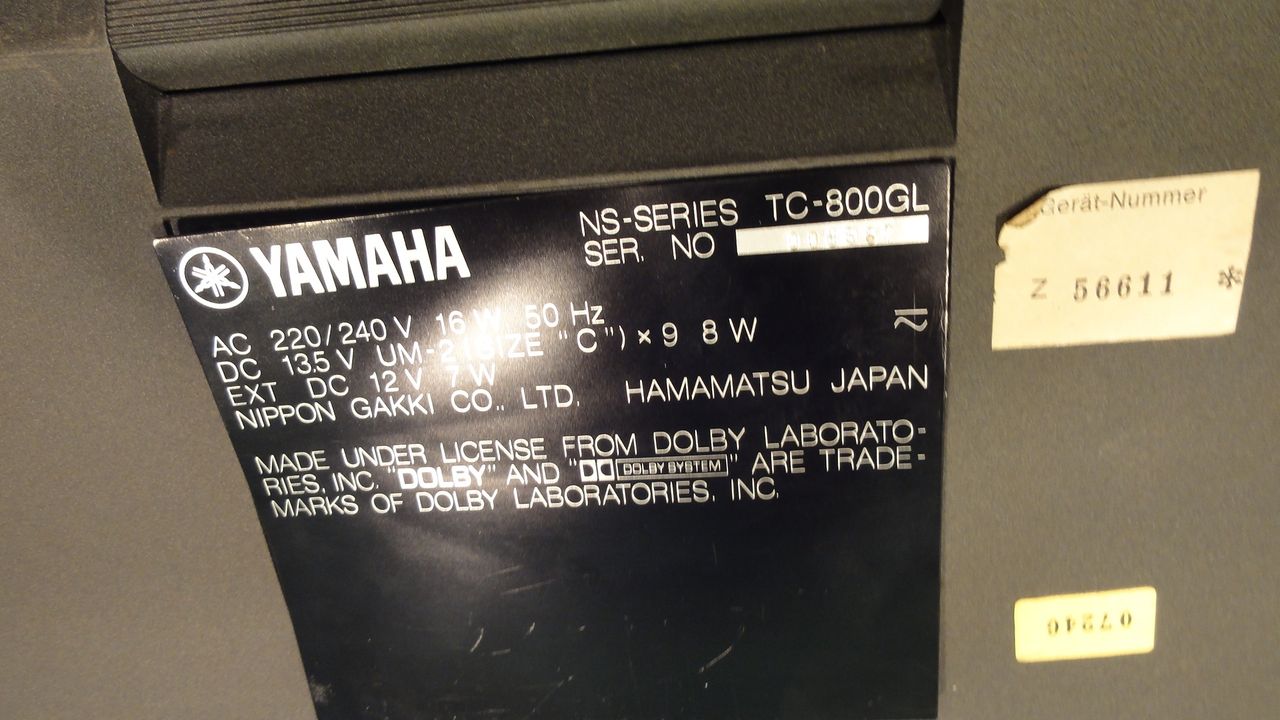 NS-SERIES TC-800GL
YAMAHA
SER. NO
AC 220/240 V 16 W 50 Hz
DC 13.5 V UM-2 (SIZE "C") × 9 8 W
EXT DC 12 V 7 W
NIPPON GAKKI CO., LTD. HAMAMATSU JAPAN
MADE UNDER LICENSE FROM DOLBY LABORATO-
RIES, INC. "DOLBY" AND "DOLBY SYSTEM" ARE TRADE-
MARKS OF DOLBY LABORATORIES, INC.
Gerät-Nummer
Z 56611 *
07246